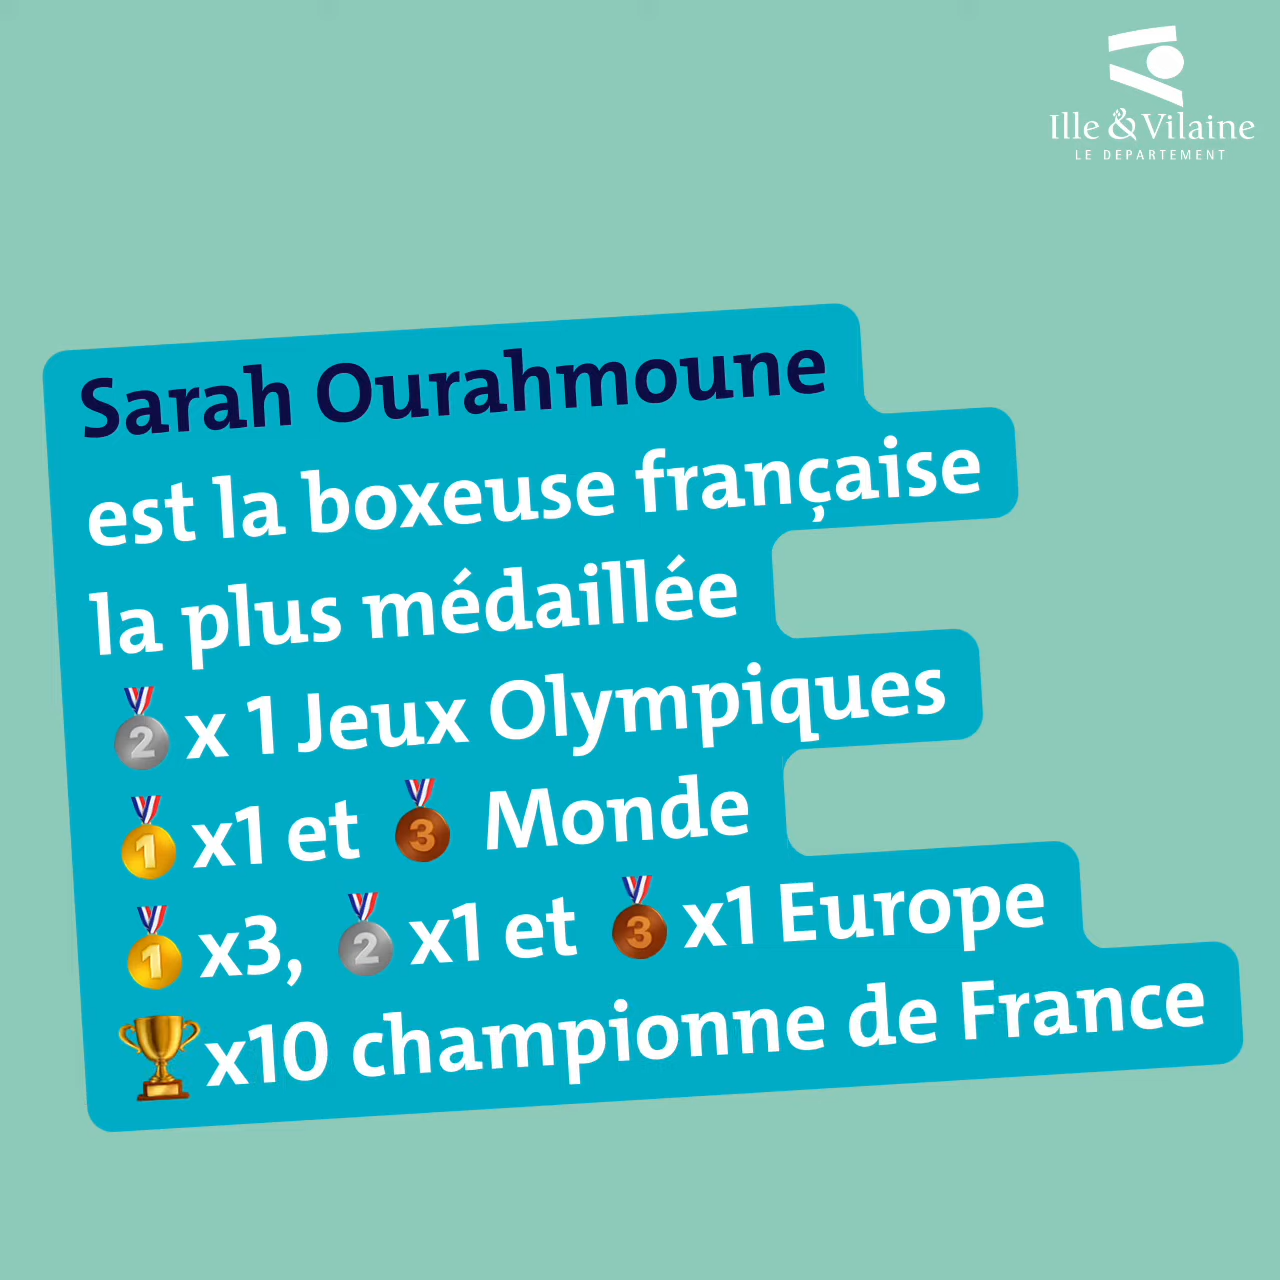 Ille & Vilaine
LE DEPARTEMENT
Sarah Ourahmoune
est la boxeuse française
la plus médaillée
🥈x 1 Jeux Olympiques
🥇x1 et 🥉 Monde
🥇x3, 🥈x1 et 🥉x1 Europe
🏆x10 championne de France